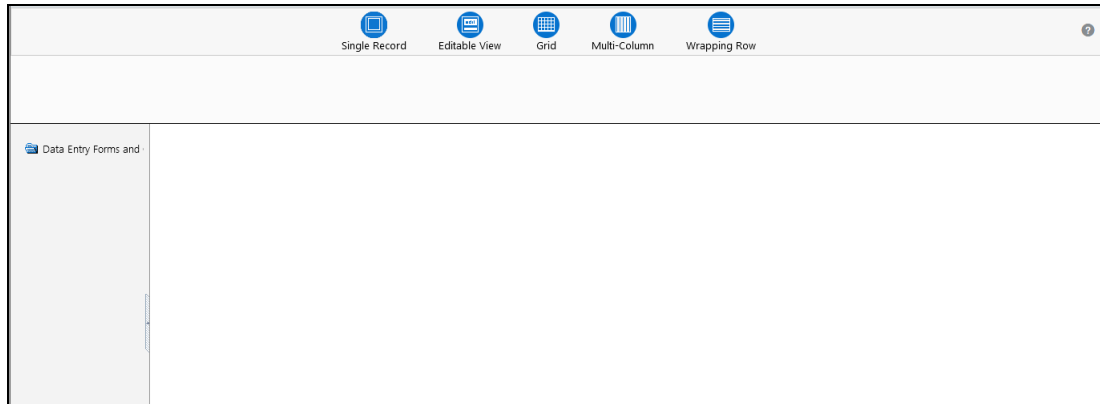 Single Record
Editable View
Grid
Multi-Column
Wrapping Row
Data Entry Forms and